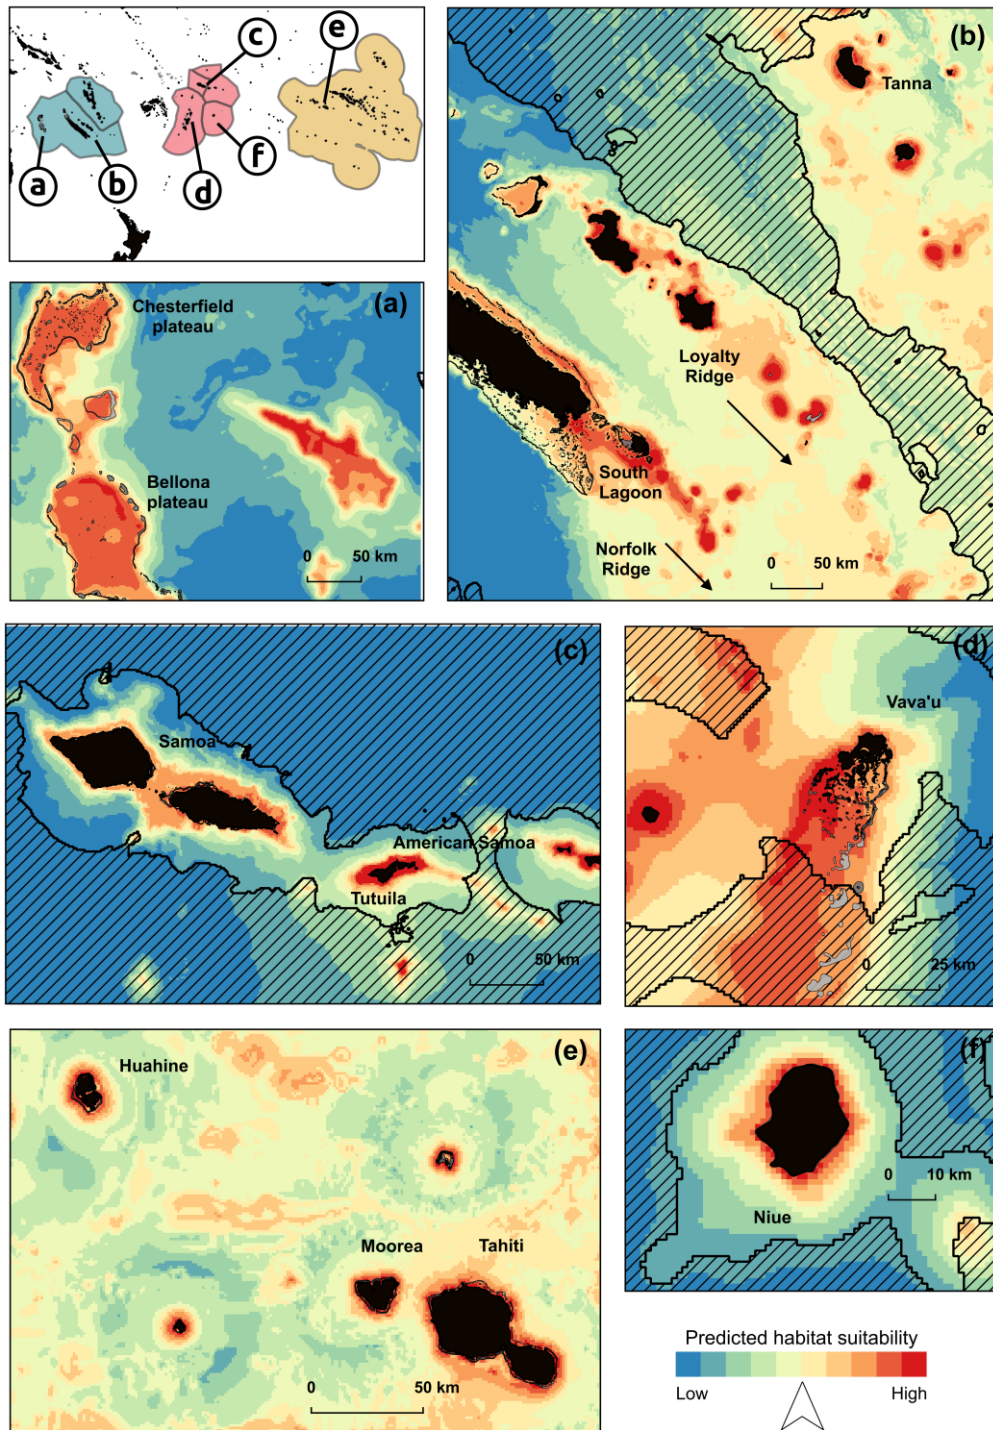 a
b
c
d
e
f
(a)
Chesterfield
plateau
Bellona
plateau
0 50 km
(b)
Tanna
Loyalty
Ridge
South
Lagoon
Norfolk
Ridge
0 50 km
(c)
Samoa
American Samoa
Tutuila
0 50 km
(d)
Vava'u
0 25 km
(e)
Huahine
Moorea
Tahiti
0 50 km
(f)
0 10 km
Niue
Predicted habitat suitability
Low High